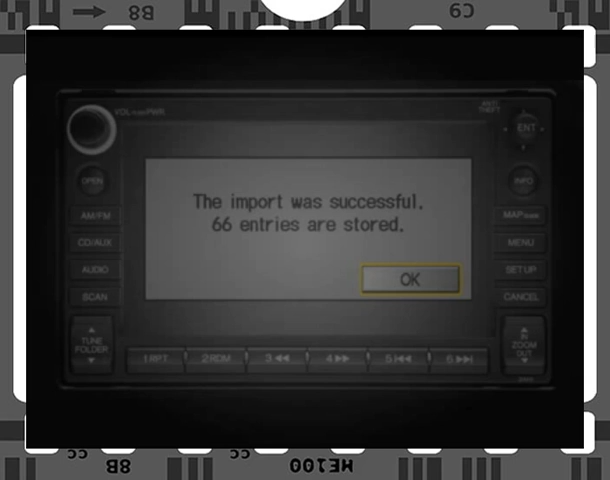 B8
C9
VOL PWR
ANTI
THEFT
ENT
OPEN
INFO
The import was successful.
66 entries are stored.
OK
AM/FM
MAP
CD/AUX
MENU
AUDIO
SETUP
SCAN
CANCEL
TUNE
FOLDER
IN
ZOOM
OUT
1 RPT
2 RDM
3
4
5
6
CC
8B
CC
ME100